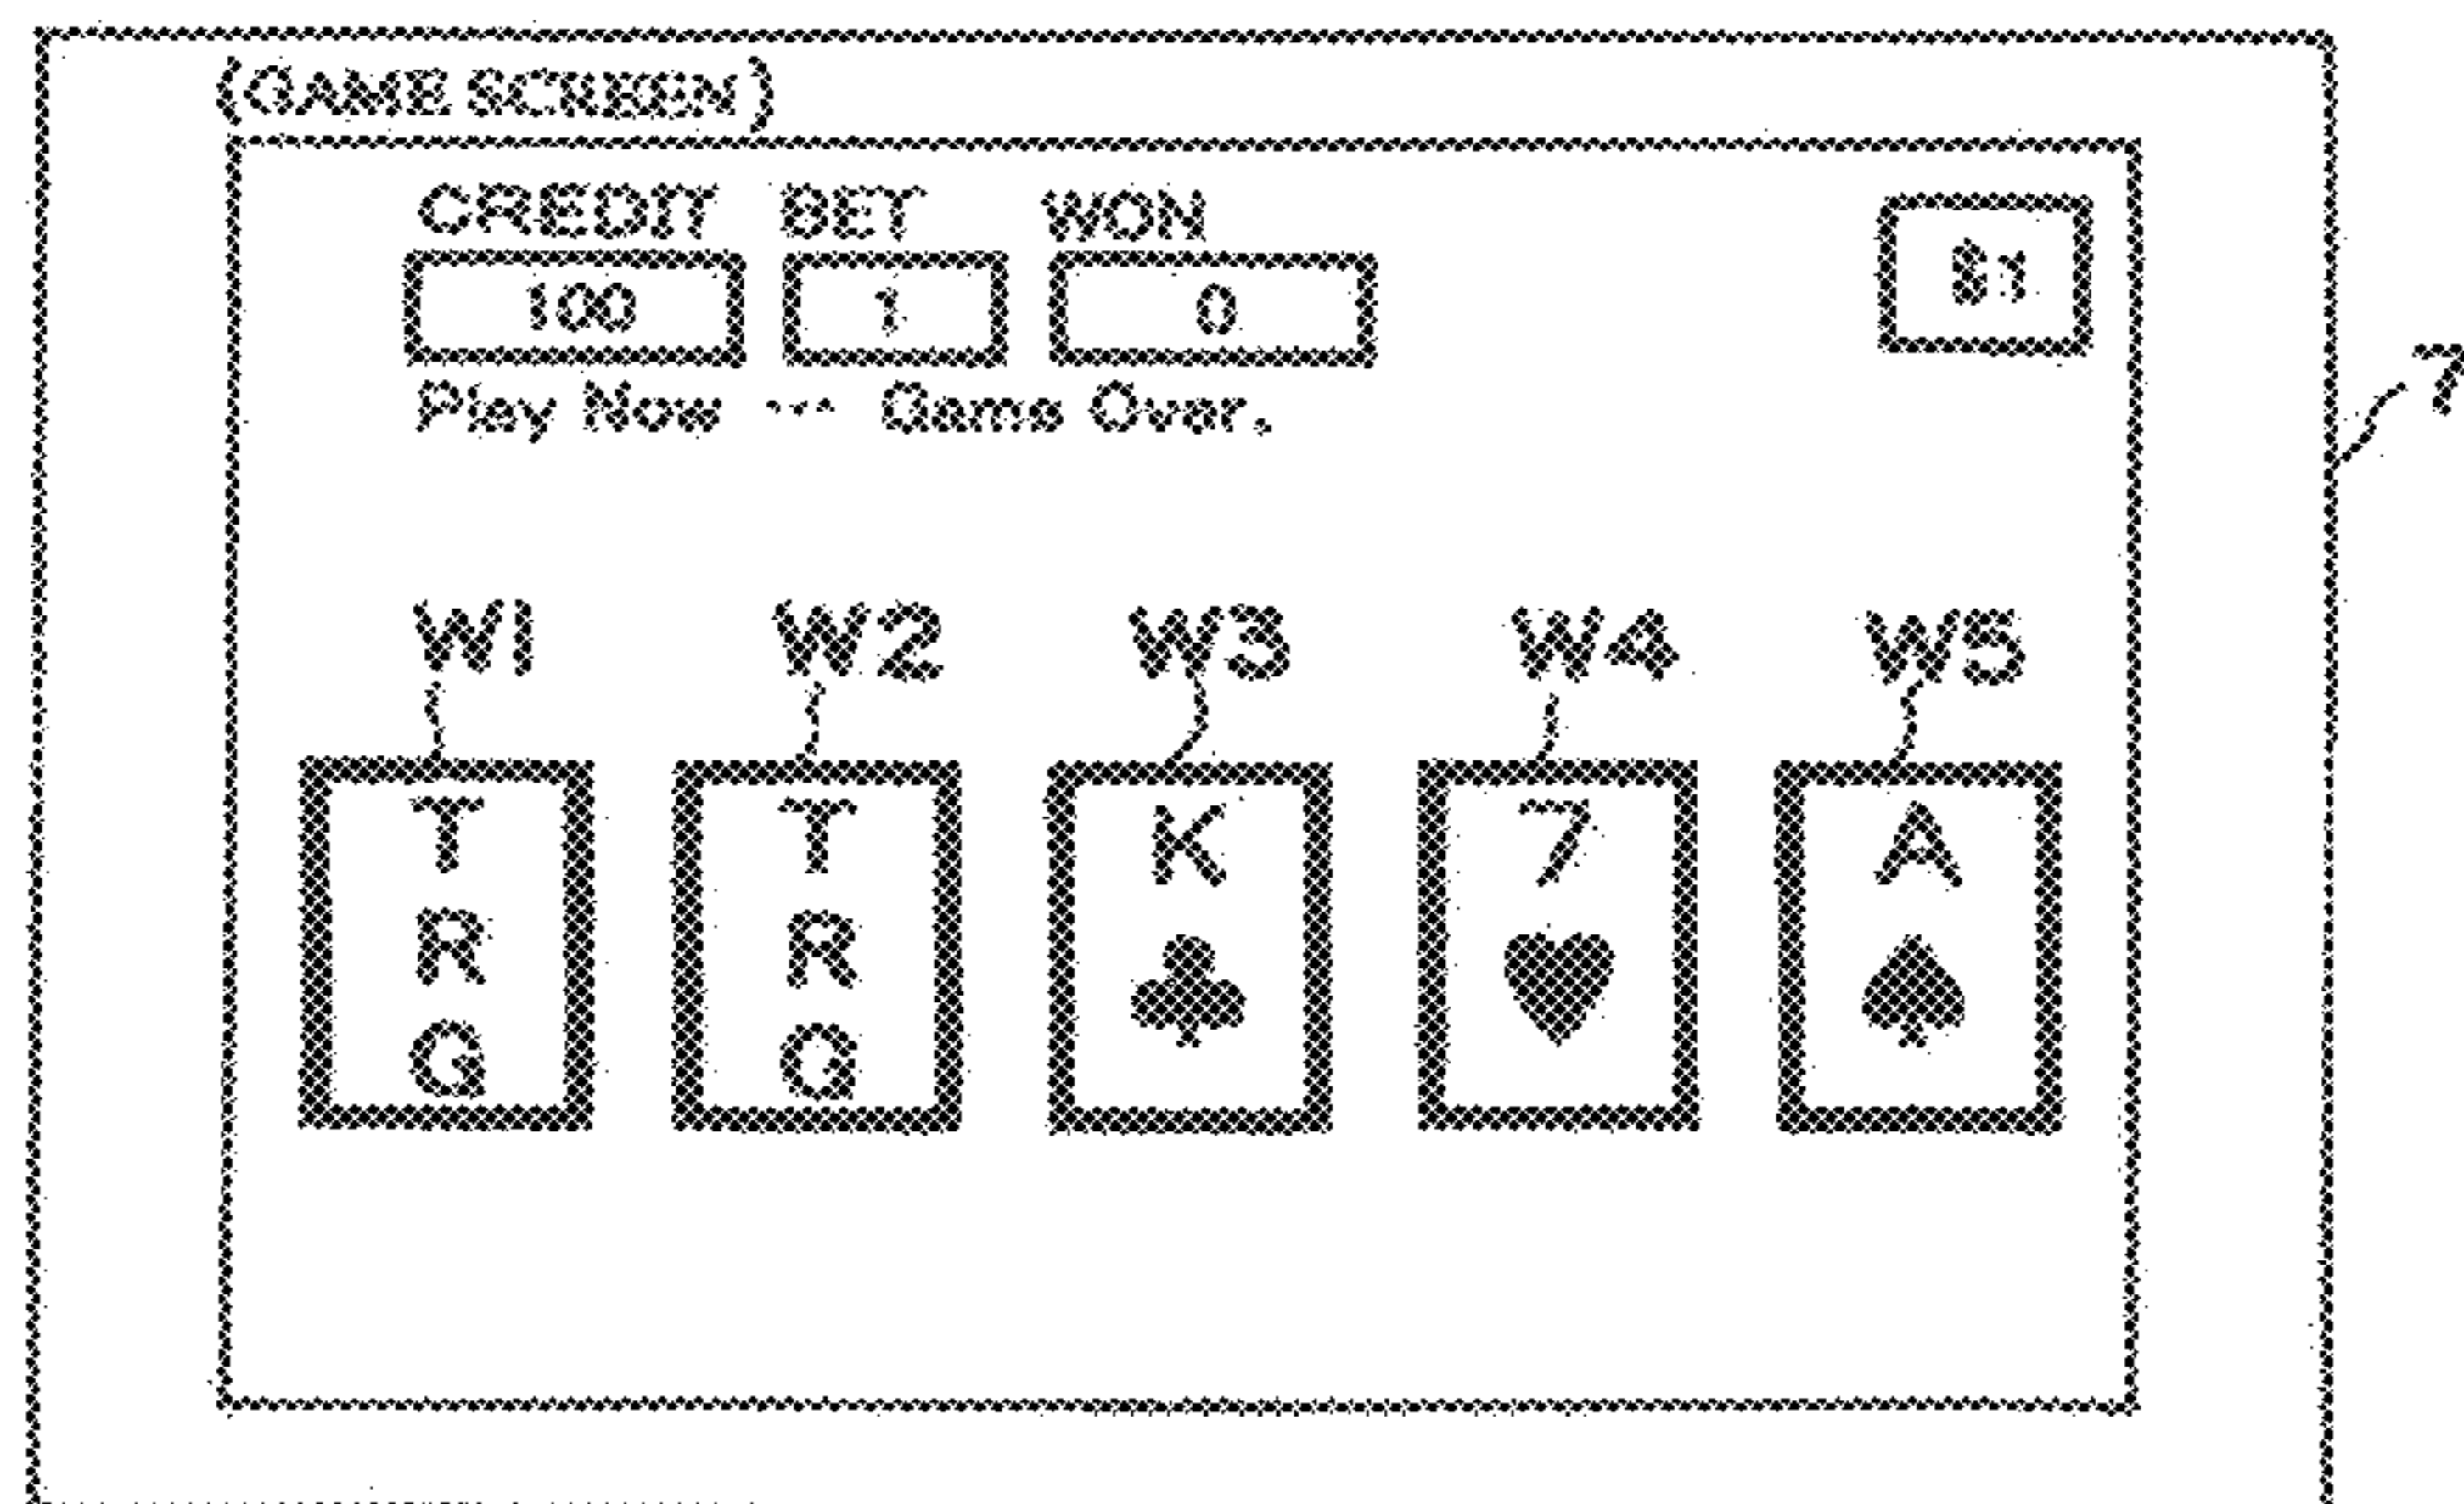 (GAME SCREEN)
CREDIT BET WON
100 1 0 $1
Play Now --- Game Over.
7
W1 W2 W3 W4 W5
T T K 7 A
R R
G G